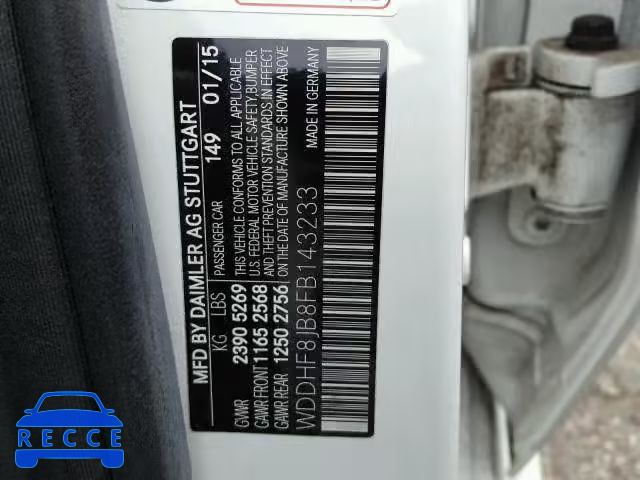 MFD BY DAIMLER AG STUTTGART
KG LBS PASSENGER CAR 149 01/15
GVWR 2390 5269 THIS VEHICLE CONFORMS TO ALL APPLICABLE
GAWR FRONT 1165 2568 U.S. FEDERAL MOTOR VEHICLE SAFETY, BUMPER
GAWR REAR 1250 2756 AND THEFT PREVENTION STANDARDS IN EFFECT
ON THE DATE OF MANUFACTURE SHOWN ABOVE
WDDHF8JB8FB143233 MADE IN GERMANY
RECCE